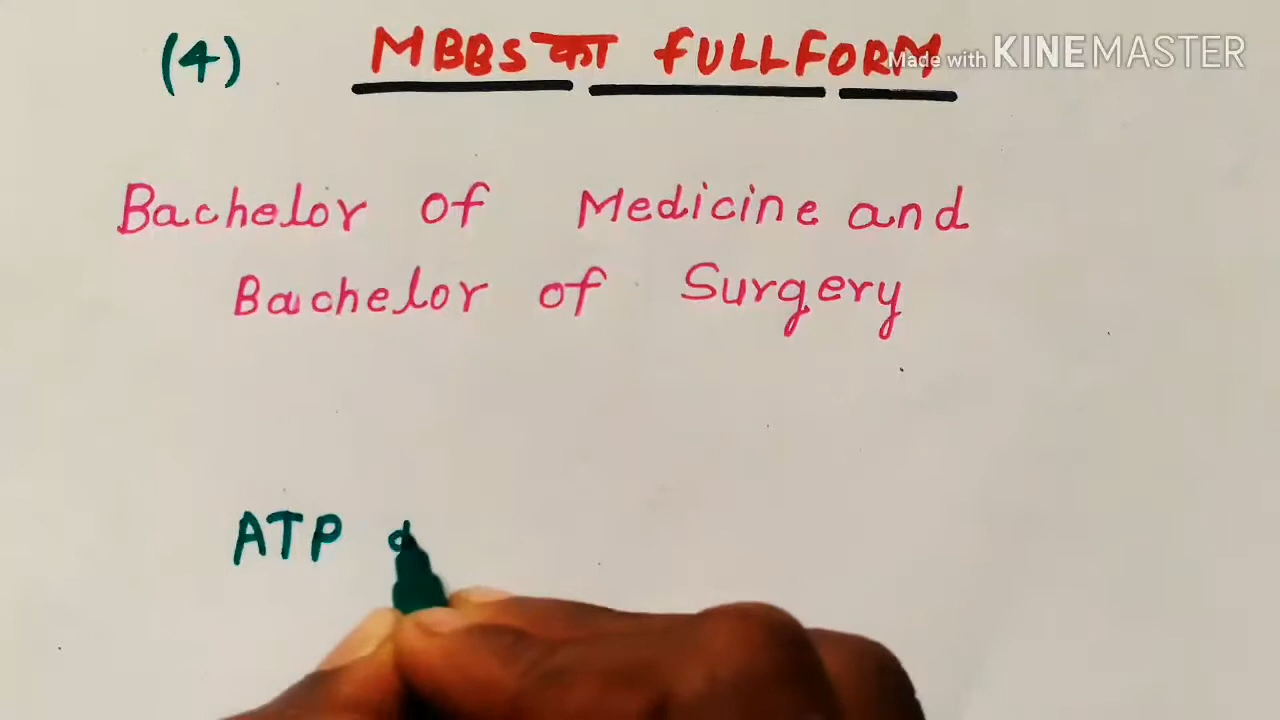 (4) MBBS का FULLFORM
Made with KINEMASTER
Bachelor of Medicine and
Bachelor of Surgery
ATP